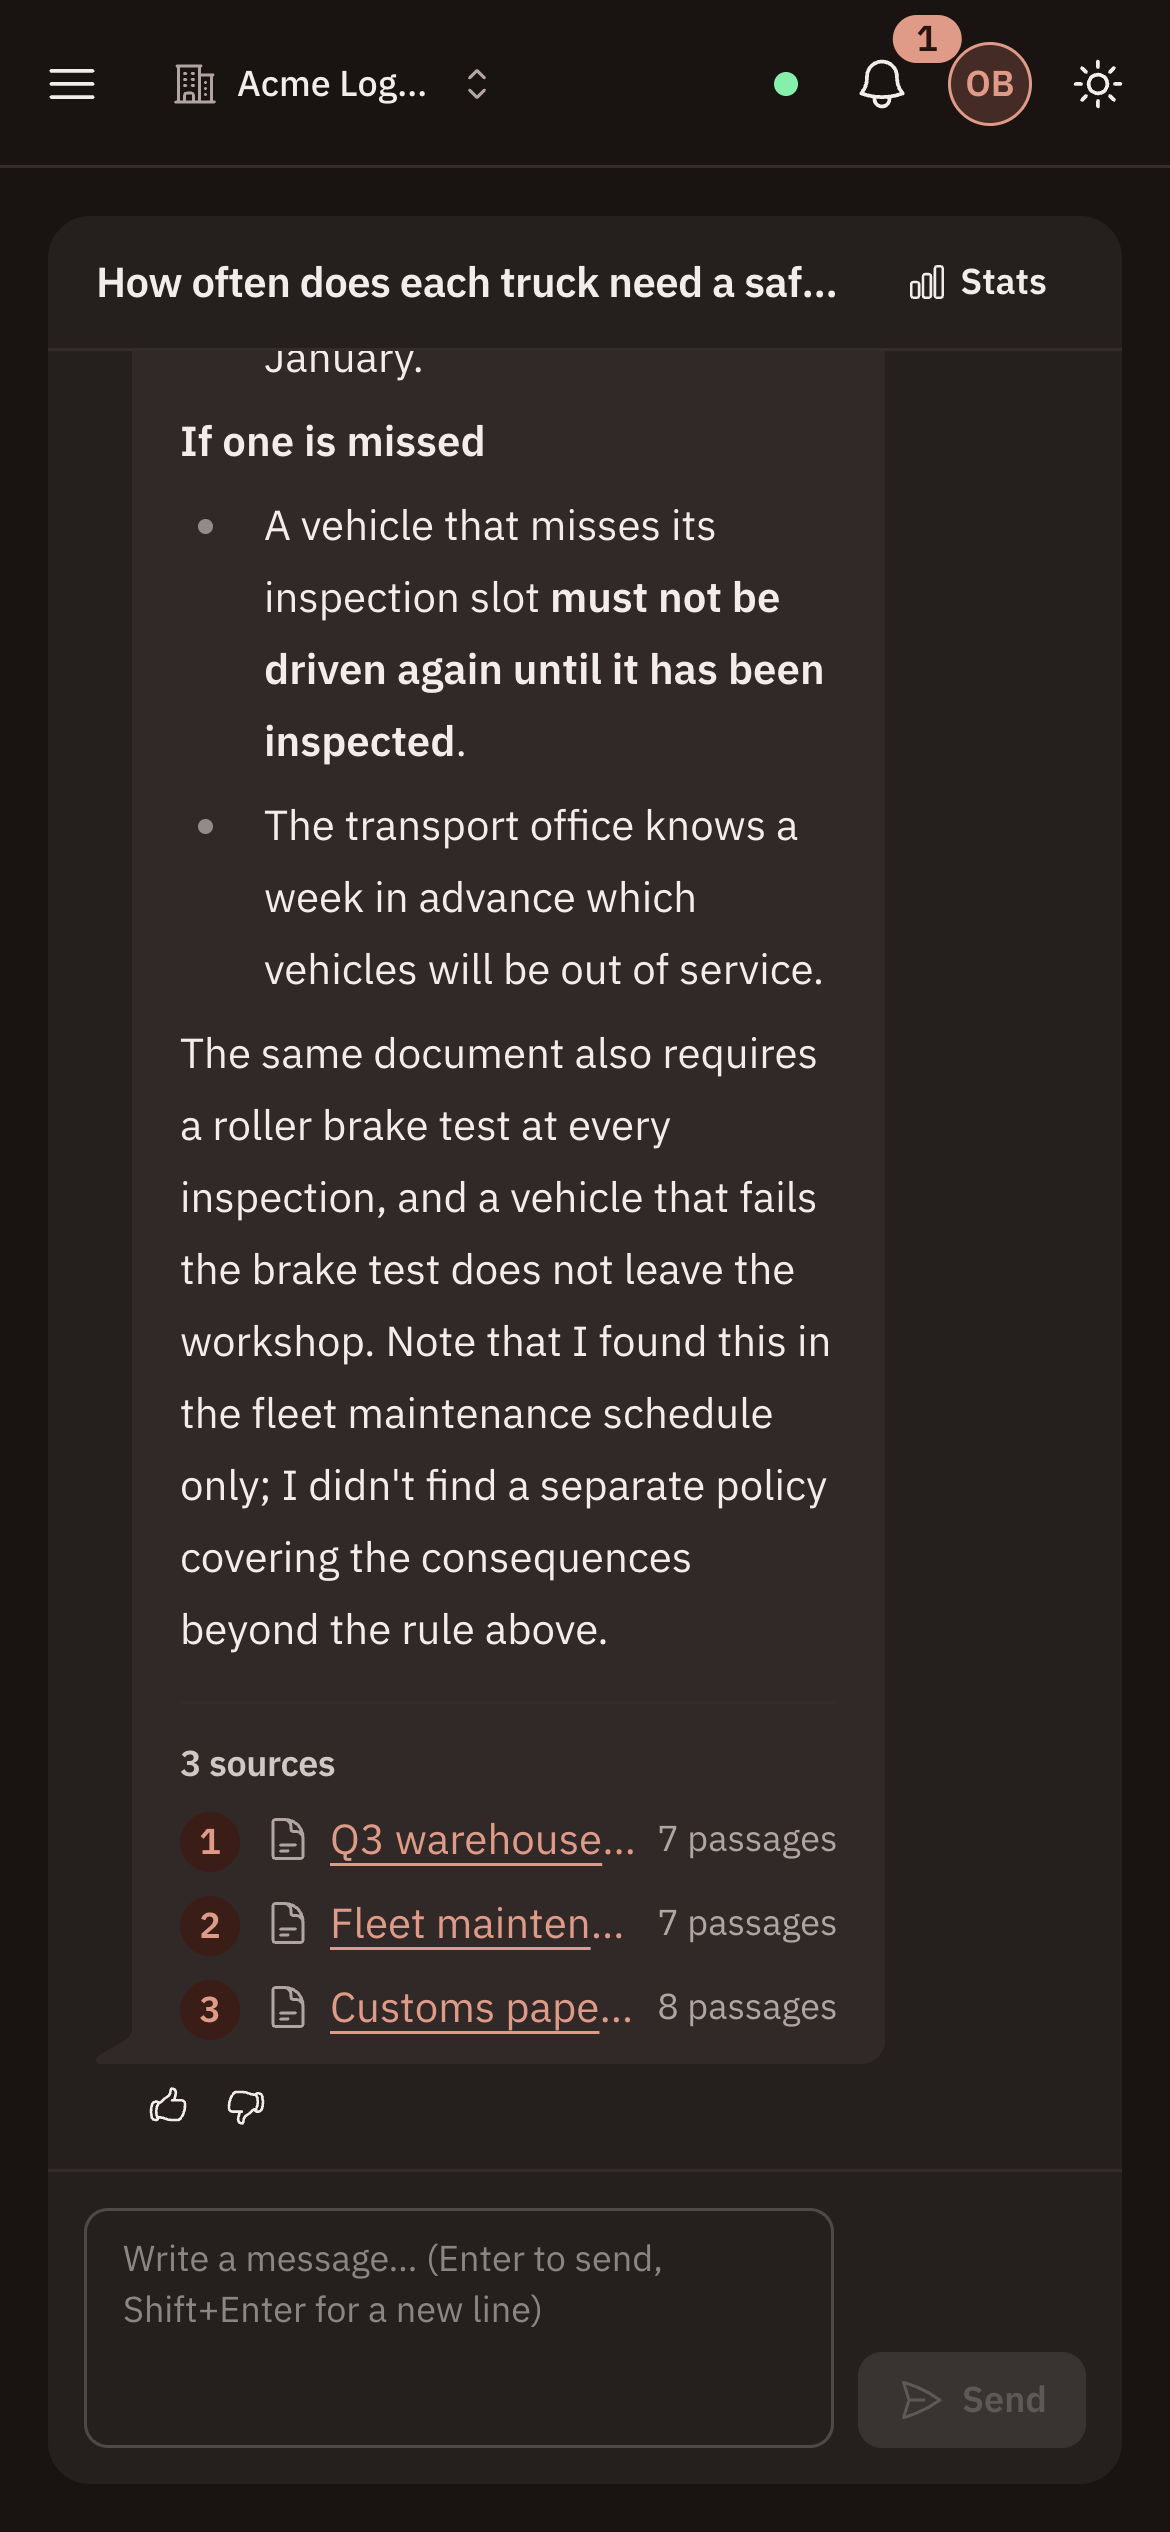 1
Acme Log...
OB
How often does each truck need a saf...
Stats
January.
If one is missed
A vehicle that misses its
inspection slot must not be
driven again until it has been
inspected.
The transport office knows a
week in advance which
vehicles will be out of service.
The same document also requires
a roller brake test at every
inspection, and a vehicle that fails
the brake test does not leave the
workshop. Note that I found this in
the fleet maintenance schedule
only; I didn't find a separate policy
covering the consequences
beyond the rule above.
3 sources
1 Q3 warehouse... 7 passages
2 Fleet mainten... 7 passages
3 Customs pape... 8 passages
Write a message... (Enter to send,
Shift+Enter for a new line)
Send